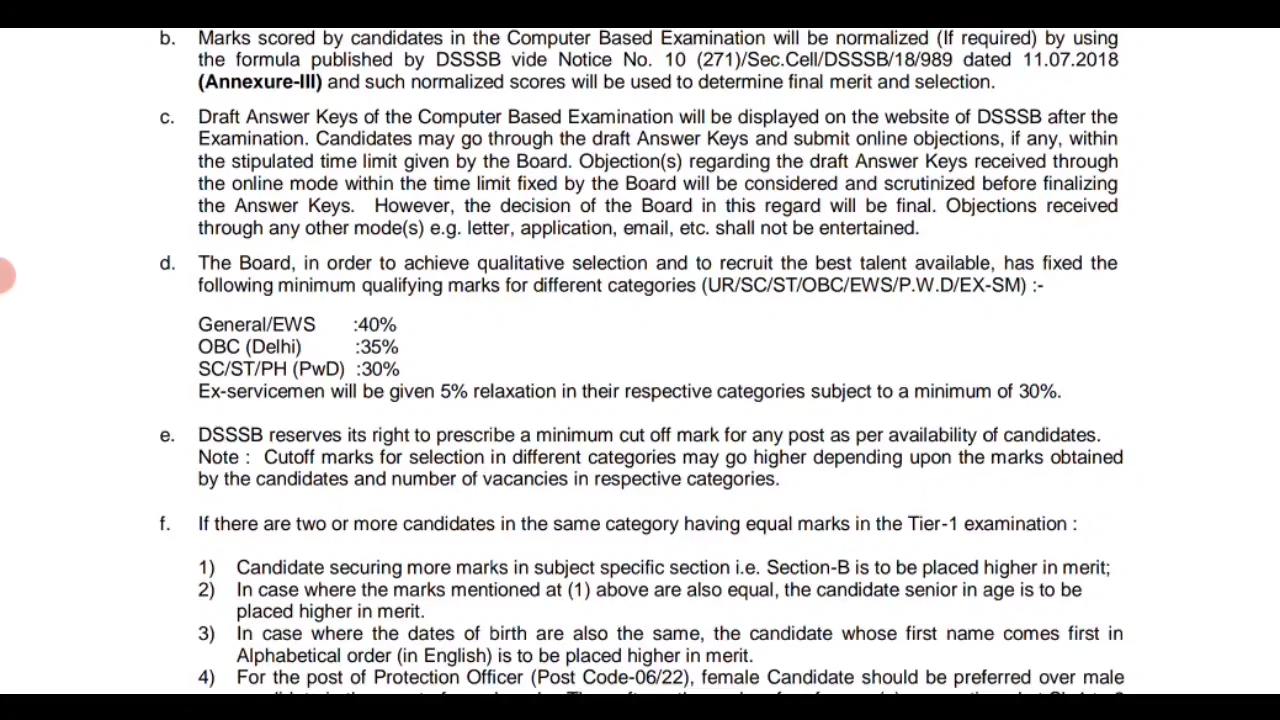 b. Marks scored by candidates in the Computer Based Examination will be normalized (If required) by using
the formula published by DSSSB vide Notice No. 10 (271)/Sec.Cell/DSSSB/18/989 dated 11.07.2018
(Annexure-III) and such normalized scores will be used to determine final merit and selection.
c. Draft Answer Keys of the Computer Based Examination will be displayed on the website of DSSSB after the
Examination. Candidates may go through the draft Answer Keys and submit online objections, if any, within
the stipulated time limit given by the Board. Objection(s) regarding the draft Answer Keys received through
the online mode within the time limit fixed by the Board will be considered and scrutinized before finalizing
the Answer Keys. However, the decision of the Board in this regard will be final. Objections received
through any other mode(s) e.g. letter, application, email, etc. shall not be entertained.
d. The Board, in order to achieve qualitative selection and to recruit the best talent available, has fixed the
following minimum qualifying marks for different categories (UR/SC/ST/OBC/EWS/P.W.D/EX-SM) :-
General/EWS :40%
OBC (Delhi) :35%
SC/ST/PH (PwD) :30%
Ex-servicemen will be given 5% relaxation in their respective categories subject to a minimum of 30%.
e. DSSSB reserves its right to prescribe a minimum cut off mark for any post as per availability of candidates.
Note : Cutoff marks for selection in different categories may go higher depending upon the marks obtained
by the candidates and number of vacancies in respective categories.
f. If there are two or more candidates in the same category having equal marks in the Tier-1 examination :
1) Candidate securing more marks in subject specific section i.e. Section-B is to be placed higher in merit;
2) In case where the marks mentioned at (1) above are also equal, the candidate senior in age is to be
placed higher in merit.
3) In case where the dates of birth are also the same, the candidate whose first name comes first in
Alphabetical order (in English) is to be placed higher in merit.
4) For the post of Protection Officer (Post Code-06/22), female Candidate should be preferred over male